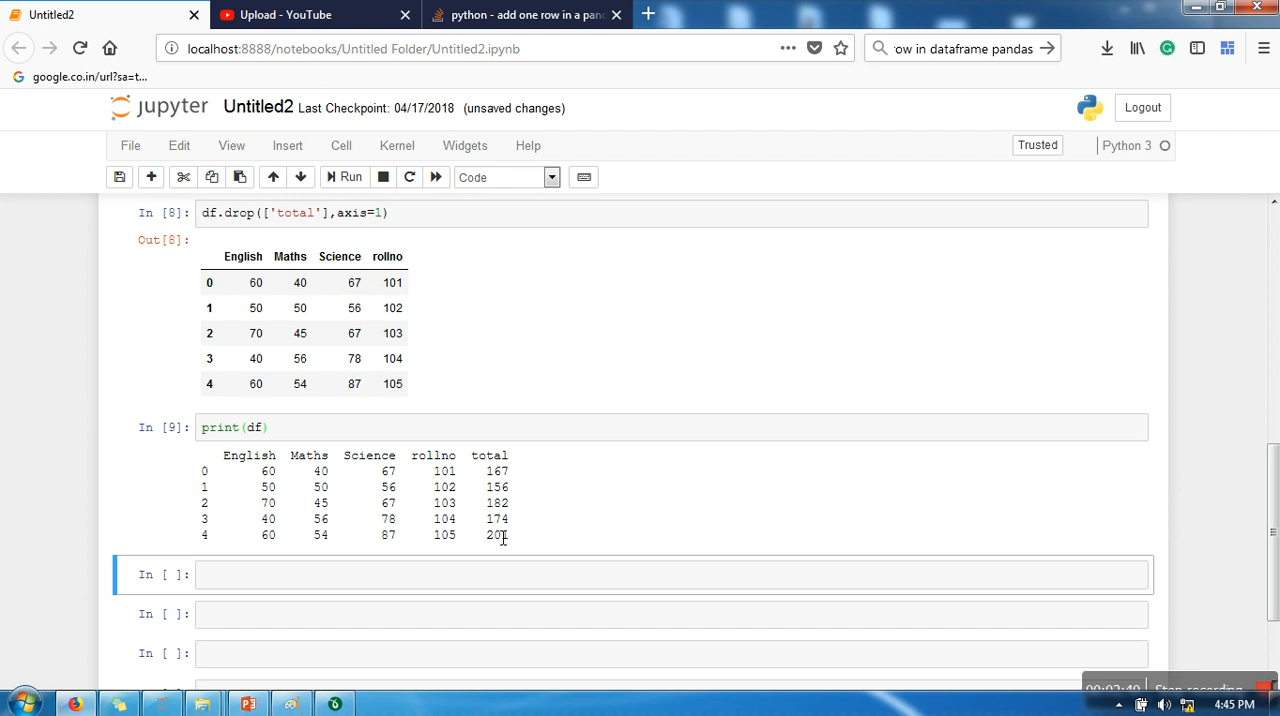 Untitled2
Upload - YouTube
python - add one row in a pand
localhost:8888/notebooks/Untitled Folder/Untitled2.ipynb
ow in dataframe pandas
google.co.in/url?sa=t...
jupyter Untitled2 Last Checkpoint: 04/17/2018 (unsaved changes)
Logout
File Edit View Insert Cell Kernel Widgets Help
Trusted
Python 3
Run
Code
In [8]: df.drop(['total'],axis=1)
Out[8]:
English Maths Science rollno
0 60 40 67 101
1 50 50 56 102
2 70 45 67 103
3 40 56 78 104
4 60 54 87 105
In [9]: print(df)
English Maths Science rollno total
0 60 40 67 101 167
1 50 50 56 102 156
2 70 45 67 103 182
3 40 56 78 104 174
4 60 54 87 105 201
In [ ]:
In [ ]:
In [ ]:
4:45 PM